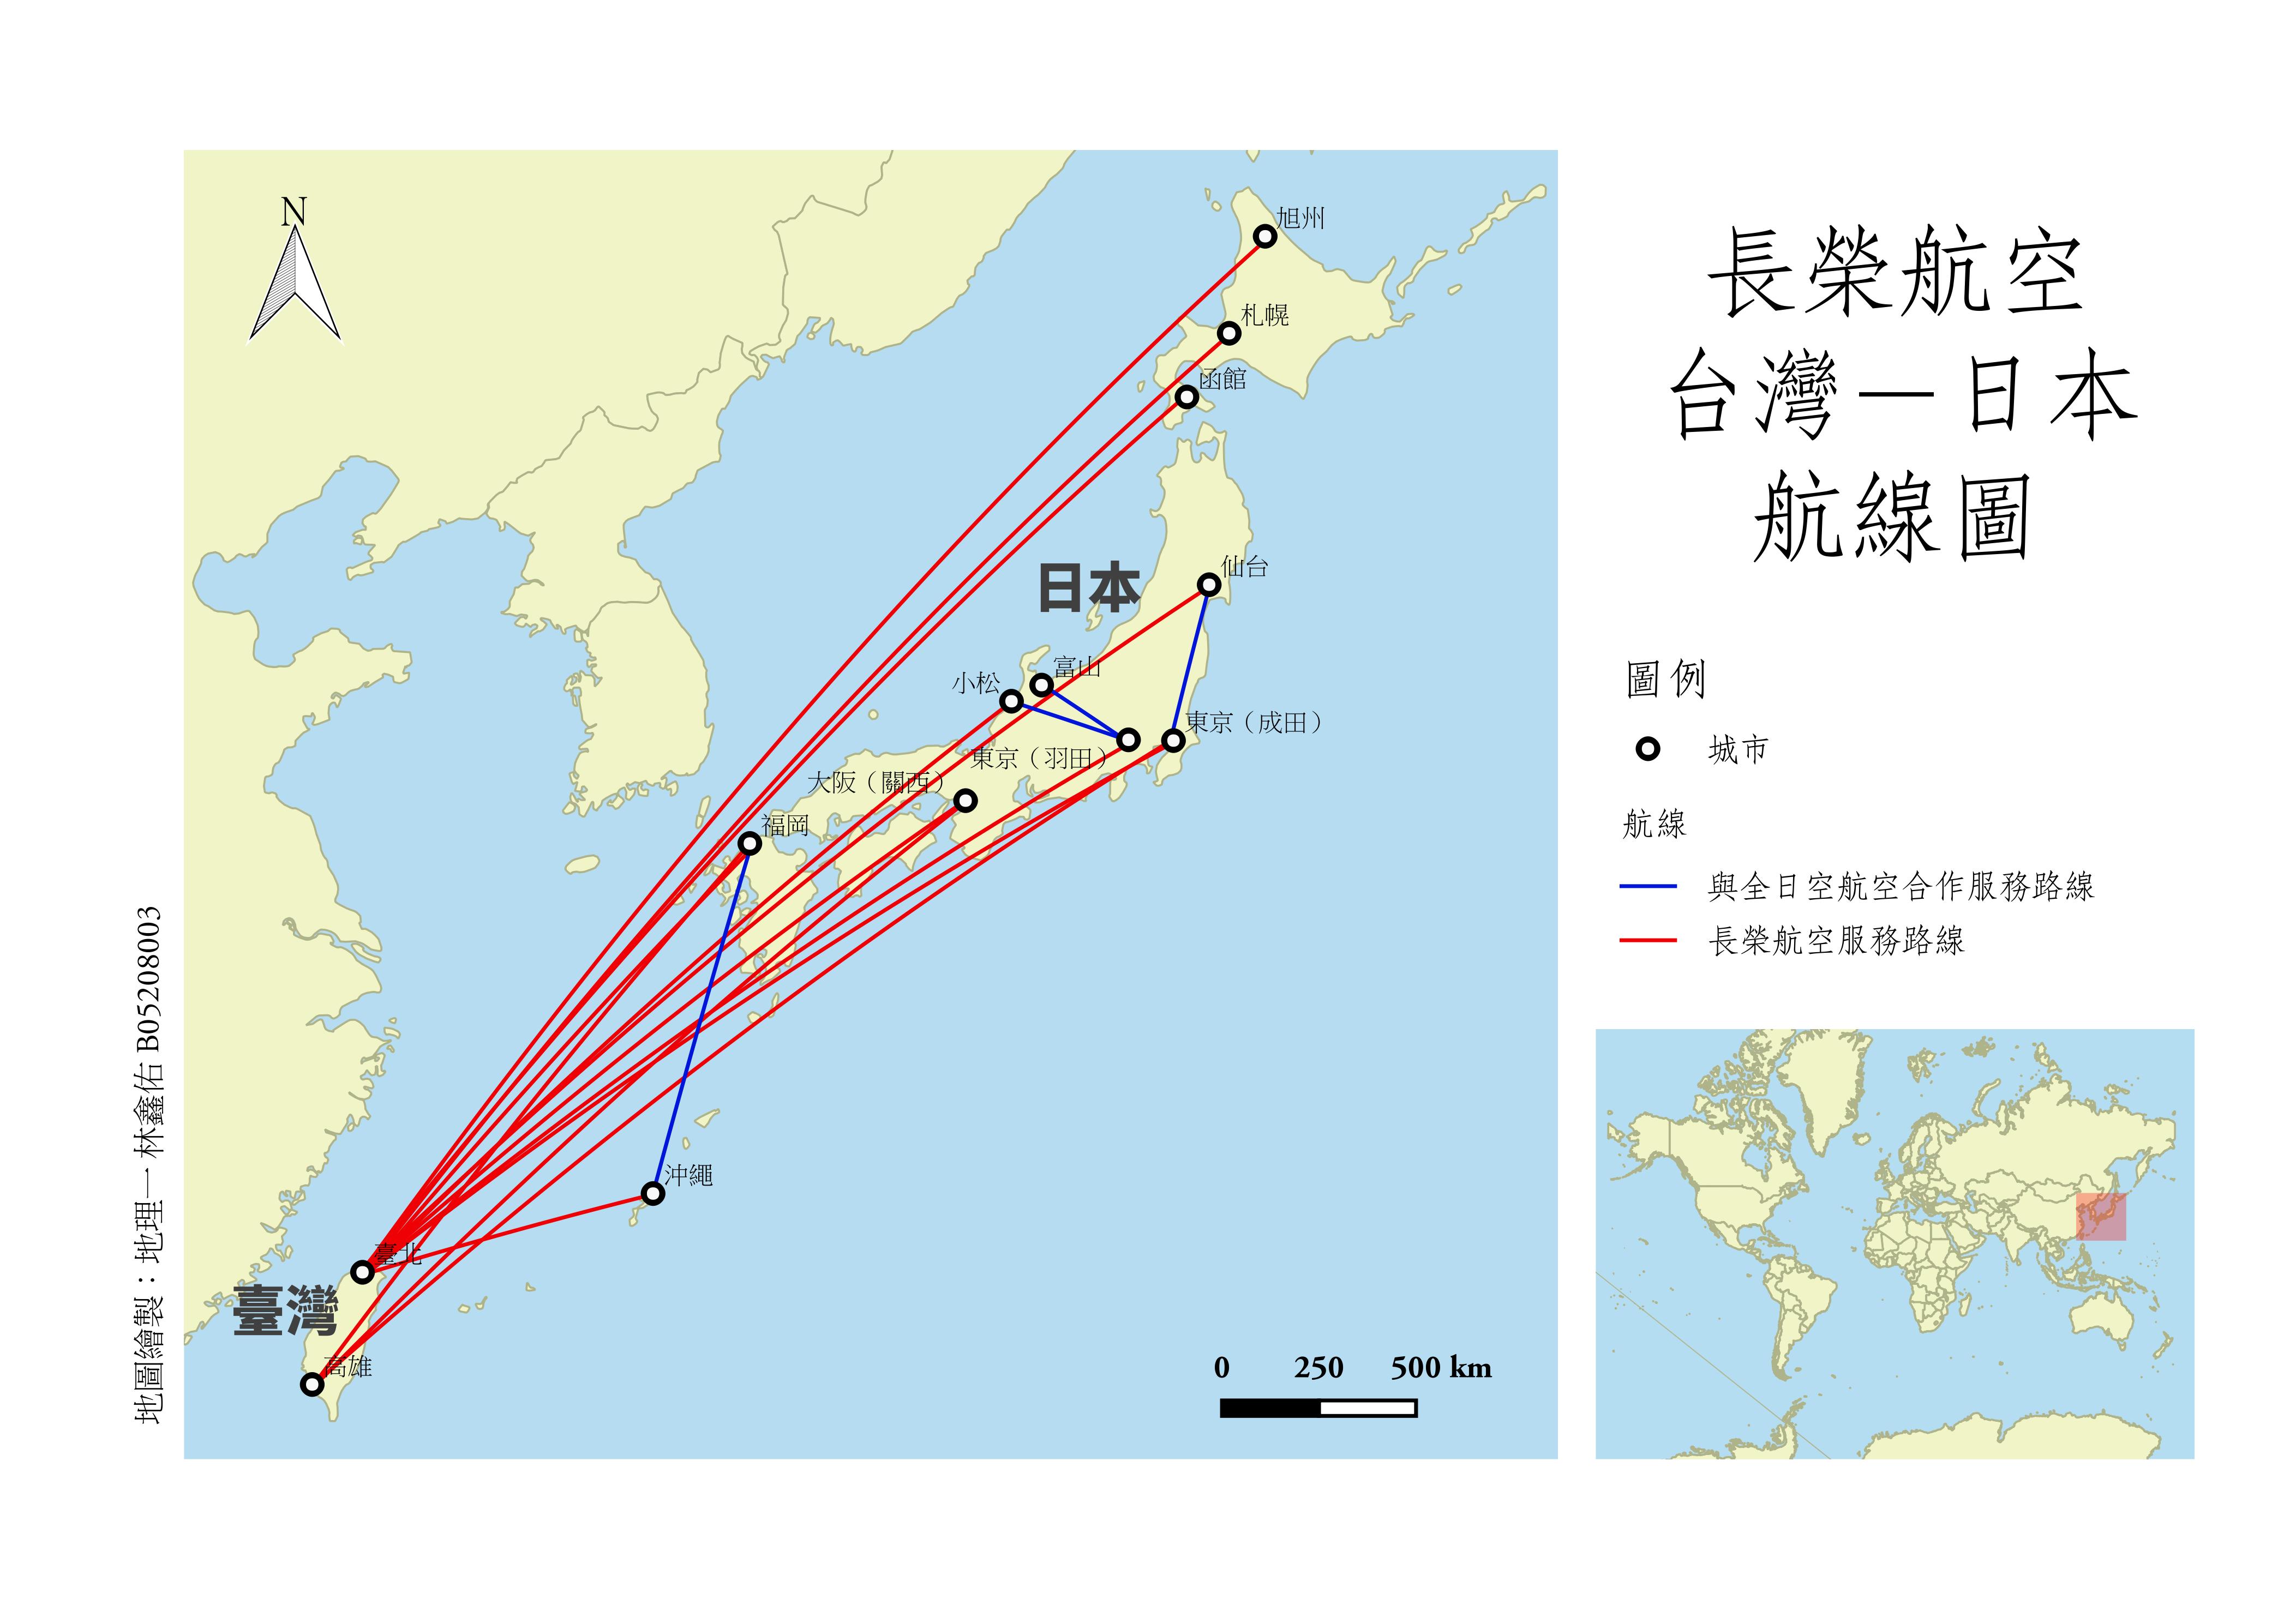 長榮航空
台灣－日本
航線圖
N
旭州
札幌
函館
仙台
日本
富山
小松
東京（成田）
東京（羽田）
大阪（關西）
福岡
沖繩
臺北
臺灣
高雄
0 250 500 km
圖例
城市
航線
與全日空航空合作服務路線
長榮航空服務路線
地圖繪製：地理一 林鑫佑 B05208003